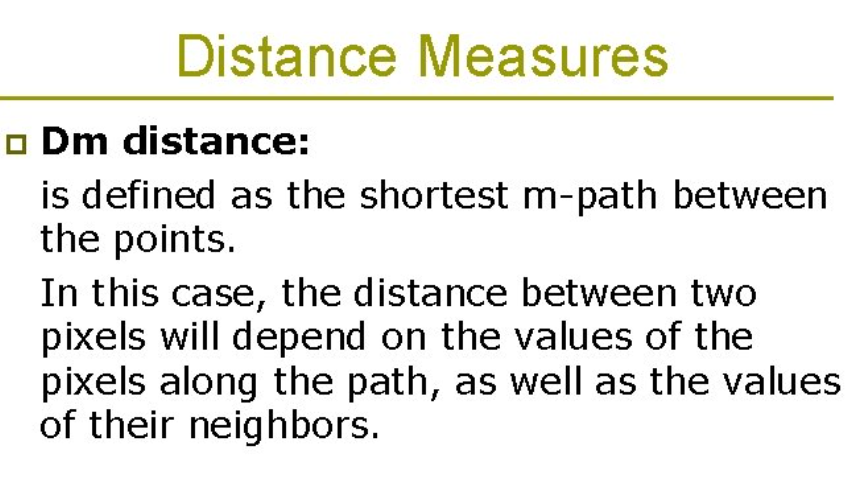 Distance Measures
Dm distance:
is defined as the shortest m-path between
the points.
In this case, the distance between two
pixels will depend on the values of the
pixels along the path, as well as the values
of their neighbors.